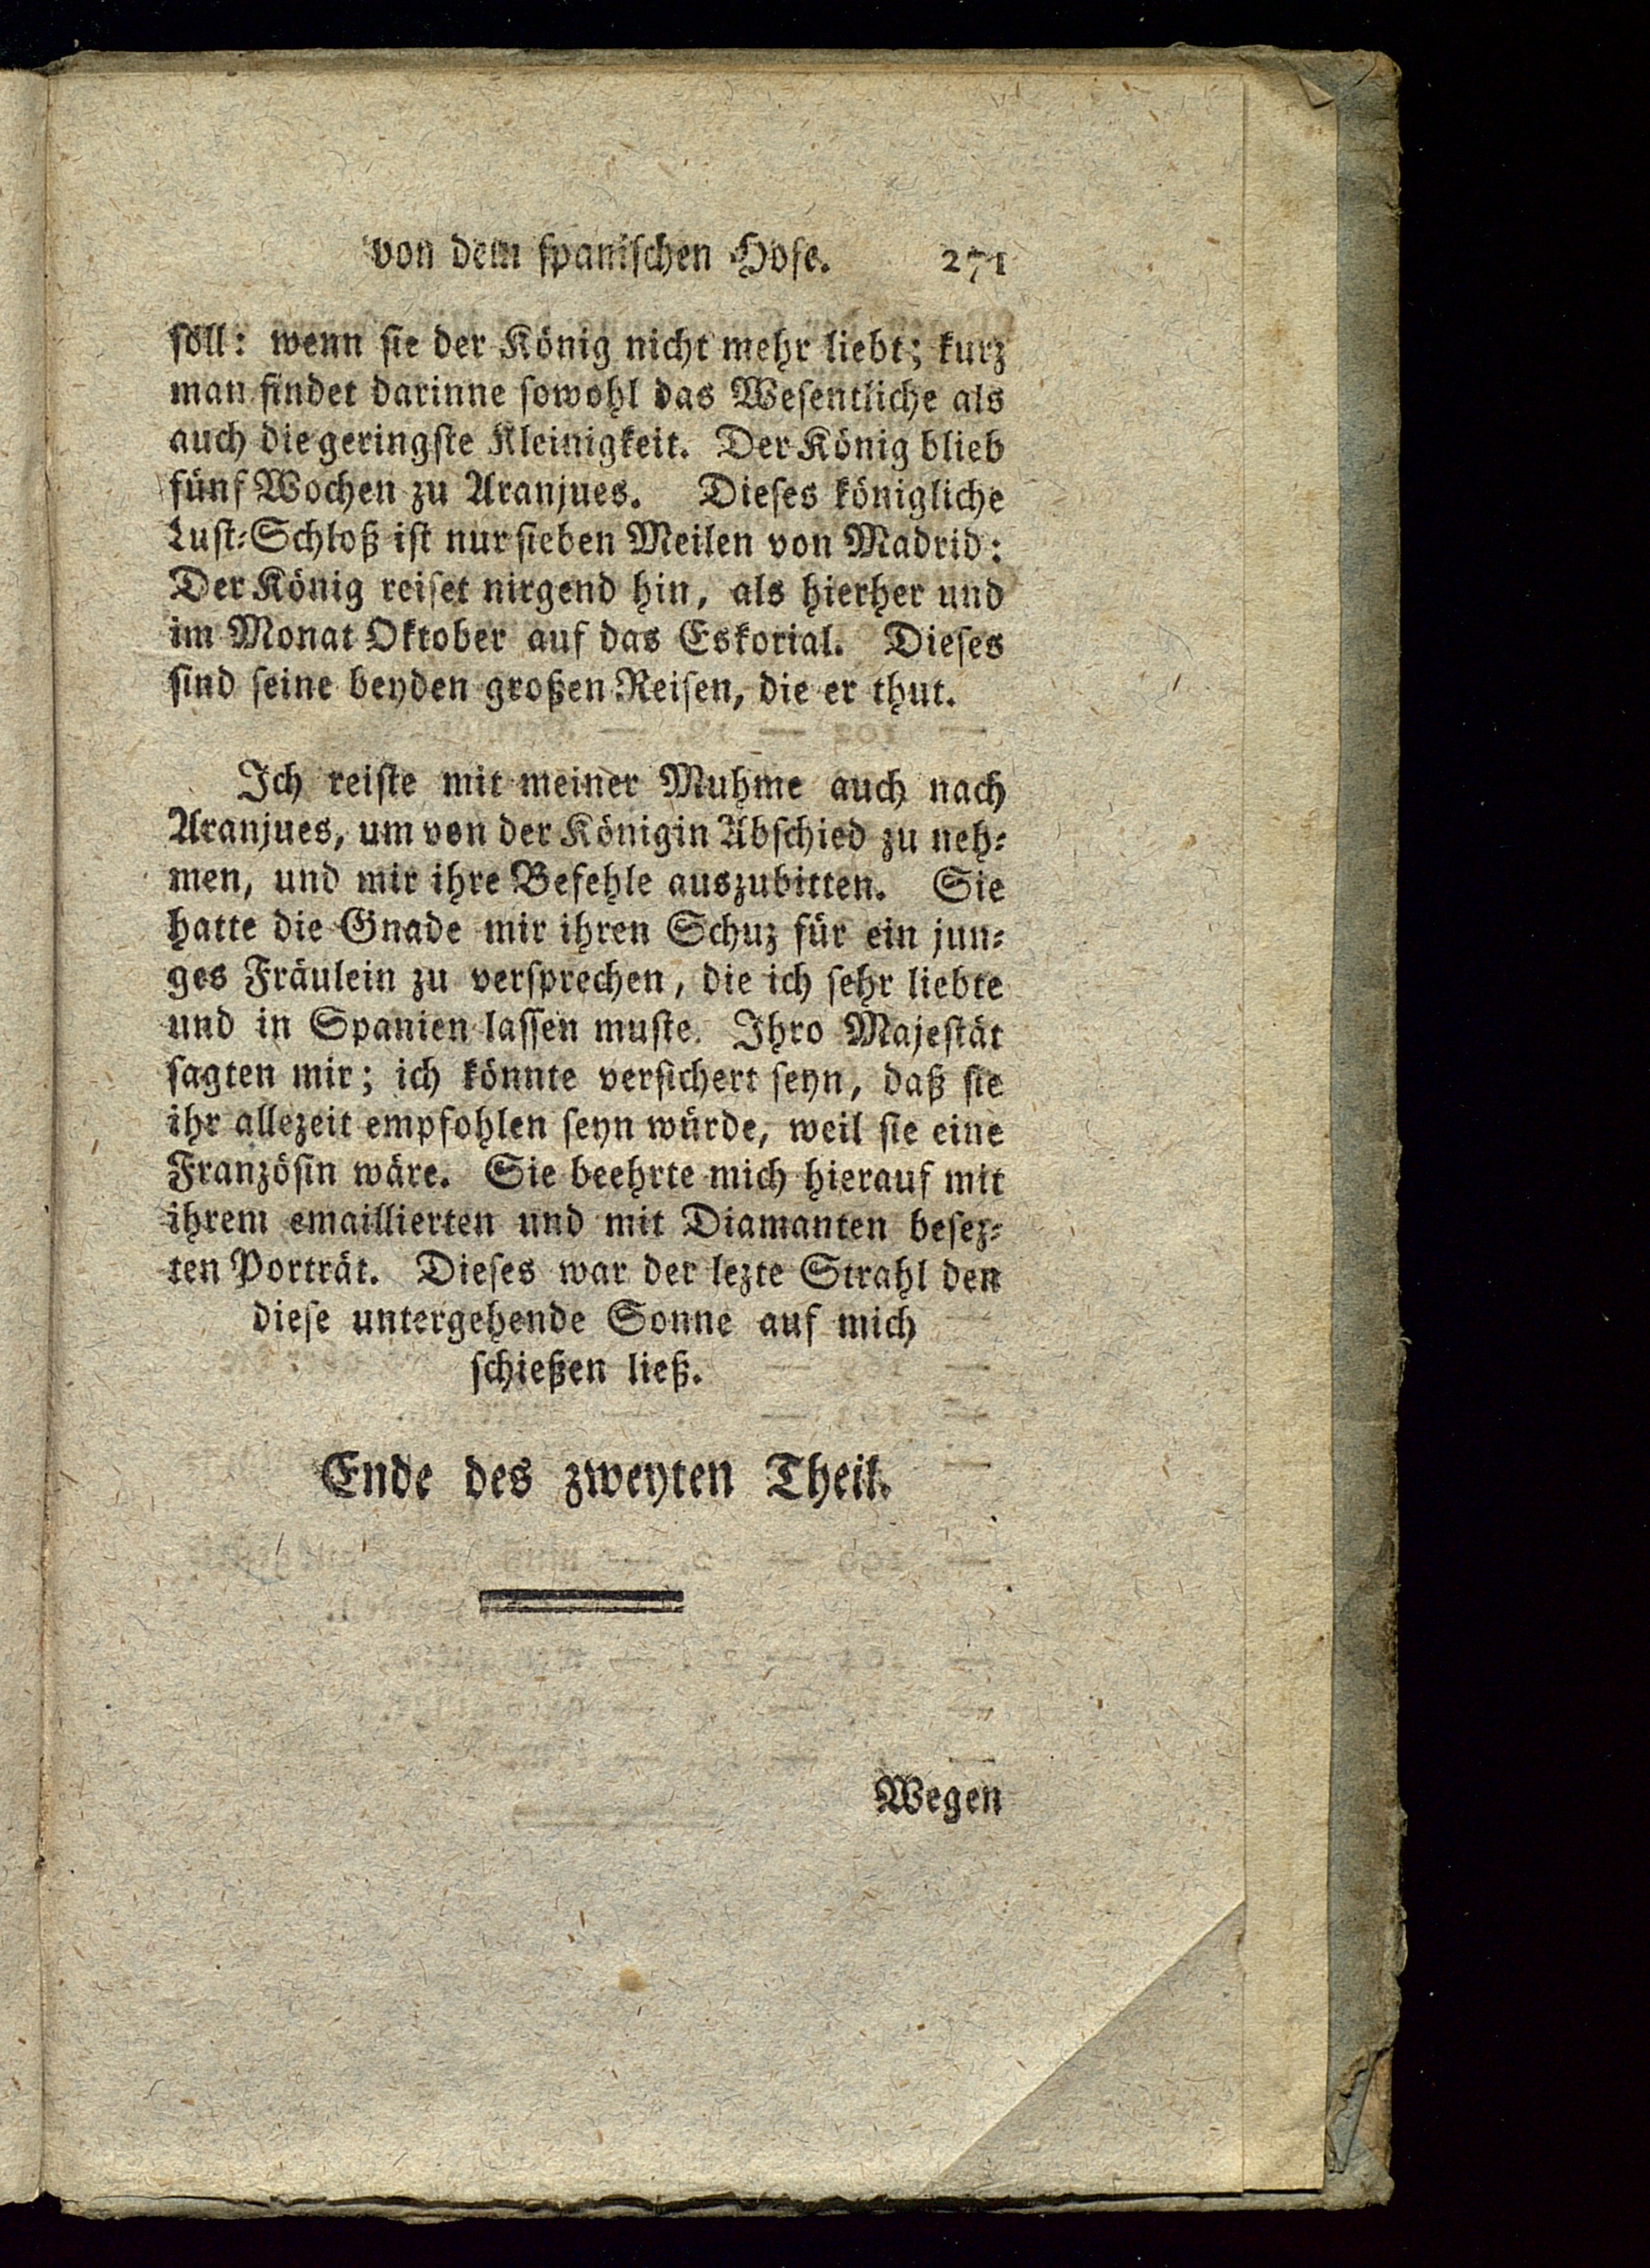 von dem spanischen Hofe. 271
söll: wenn sie der König nicht mehr liebt; kurz
man findet darinne sowohl das Wesentliche als
auch die geringste Kleinigkeit. Der König blieb
fünf Wochen zu Aranjues. Dieses königliche
Lust-Schloß ist nur sieben Meilen von Madrid:
Der König reiset nirgend hin, als hierher und
im Monat Oktober auf das Eskorial. Dieses
sind seine beyden großen Reisen, die er thut.
Ich reiste mit meiner Muhme auch nach
Aranjues, um von der Königin Abschied zu neh-
men, und mir ihre Befehle auszubitten. Sie
hatte die Gnade mir ihren Schuz für ein jun-
ges Fräulein zu versprechen, die ich sehr liebte
und in Spanien lassen muste. Ihro Majestät
sagten mir; ich könnte versichert seyn, daß sie
ihr allezeit empfohlen seyn würde, weil sie eine
Französin wäre. Sie beehrte mich hierauf mit
ihrem emaillierten und mit Diamanten besez-
ten Porträt. Dieses war der lezte Strahl den
diese untergehende Sonne auf mich
schießen ließ.
Ende des zweyten Theil.
Wegen